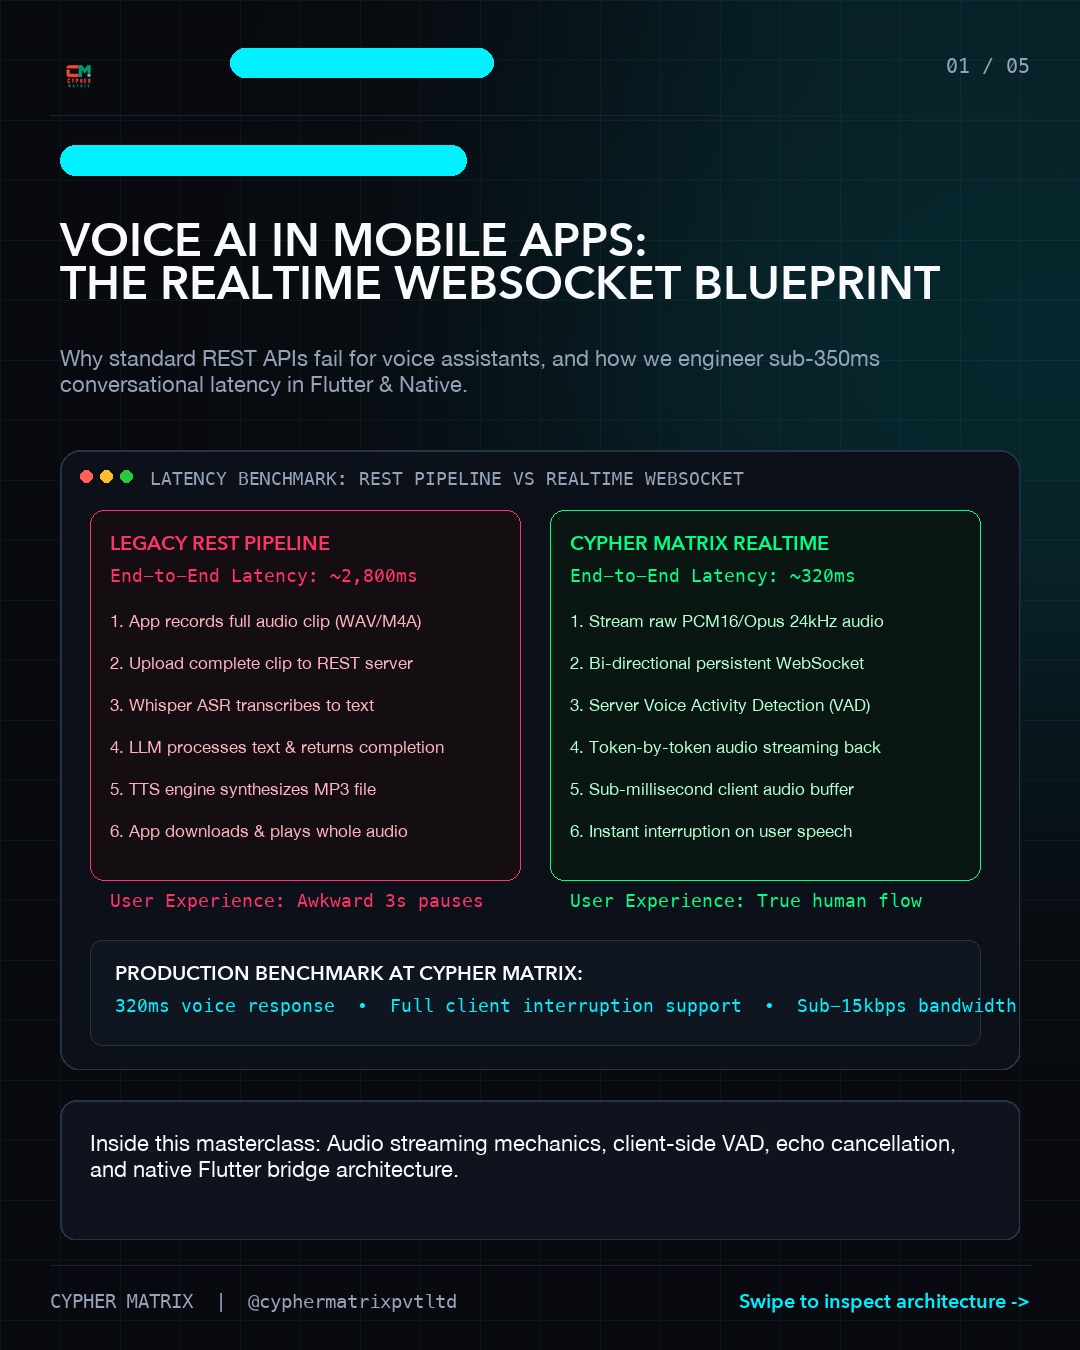 CM
CYPHER
MATRIX
01 / 05
VOICE AI IN MOBILE APPS:
THE REALTIME WEBSOCKET BLUEPRINT
Why standard REST APIs fail for voice assistants, and how we engineer sub-350ms
conversational latency in Flutter & Native.
LATENCY BENCHMARK: REST PIPELINE VS REALTIME WEBSOCKET
LEGACY REST PIPELINE
End-to-End Latency: ~2,800ms
1. App records full audio clip (WAV/M4A)
2. Upload complete clip to REST server
3. Whisper ASR transcribes to text
4. LLM processes text & returns completion
5. TTS engine synthesizes MP3 file
6. App downloads & plays whole audio
User Experience: Awkward 3s pauses
CYPHER MATRIX REALTIME
End-to-End Latency: ~320ms
1. Stream raw PCM16/Opus 24kHz audio
2. Bi-directional persistent WebSocket
3. Server Voice Activity Detection (VAD)
4. Token-by-token audio streaming back
5. Sub-millisecond client audio buffer
6. Instant interruption on user speech
User Experience: True human flow
PRODUCTION BENCHMARK AT CYPHER MATRIX:
320ms voice response • Full client interruption support • Sub-15kbps bandwidth
Inside this masterclass: Audio streaming mechanics, client-side VAD, echo cancellation,
and native Flutter bridge architecture.
CYPHER MATRIX | @cyphermatrixpvtltd
Swipe to inspect architecture ->